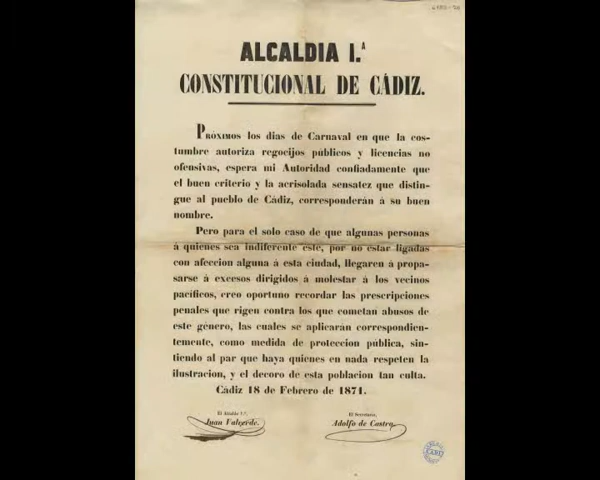 ALCALDIA 1.ª
CONSTITUCIONAL DE CÁDIZ.
PRÓXIMOS los dias de Carnaval en que la cos-
tumbre autoriza regocijos públicos y licencias no
ofensivas, espera mi Autoridad confiadamente que
el buen criterio y la acrisolada sensatez que distin-
gue al pueblo de Cádiz, corresponderán á su buen
nombre.
Pero para el solo caso de que algunas personas
á quienes sea indiferente este, por no estar ligadas
con afeccion alguna á esta ciudad, llegaren á propa-
sarse á excesos dirigidos á molestar á los vecinos
pacíficos, creo oportuno recordar las prescripciones
penales que rigen contra los que cometan abusos de
este género, las cuales se aplicarán correspondien-
temente, como medida de proteccion pública, sin-
tiendo al par que haya quienes en nada respeten la
ilustracion, y el decoro de esta poblacion tan culta.
Cádiz 18 de Febrero de 1871.
El Alcalde 1.º,
Juan Valverde.
El Secretario,
Adolfo de Castro.